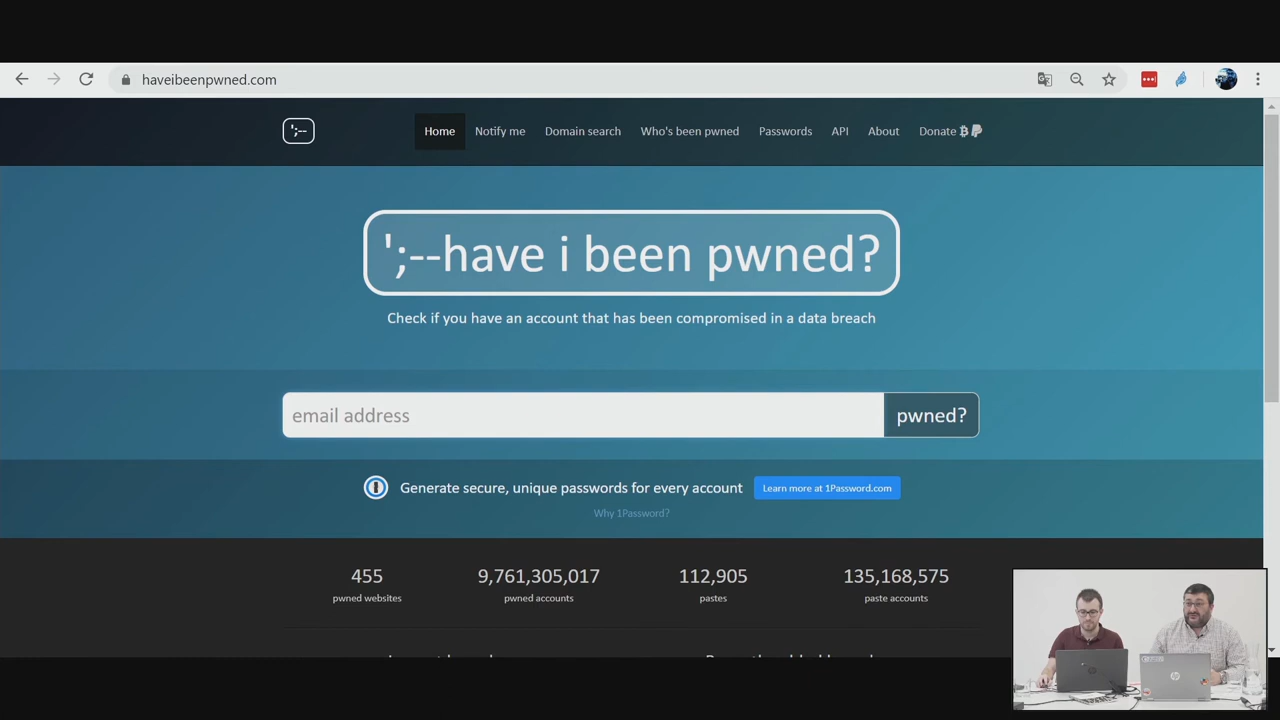 haveibeenpwned.com
';--
Home
Notify me
Domain search
Who's been pwned
Passwords
API
About
Donate
';--have i been pwned?
Check if you have an account that has been compromised in a data breach
email address
pwned?
Generate secure, unique passwords for every account
Learn more at 1Password.com
Why 1Password?
455
pwned websites
9,761,305,017
pwned accounts
112,905
pastes
135,168,575
paste accounts